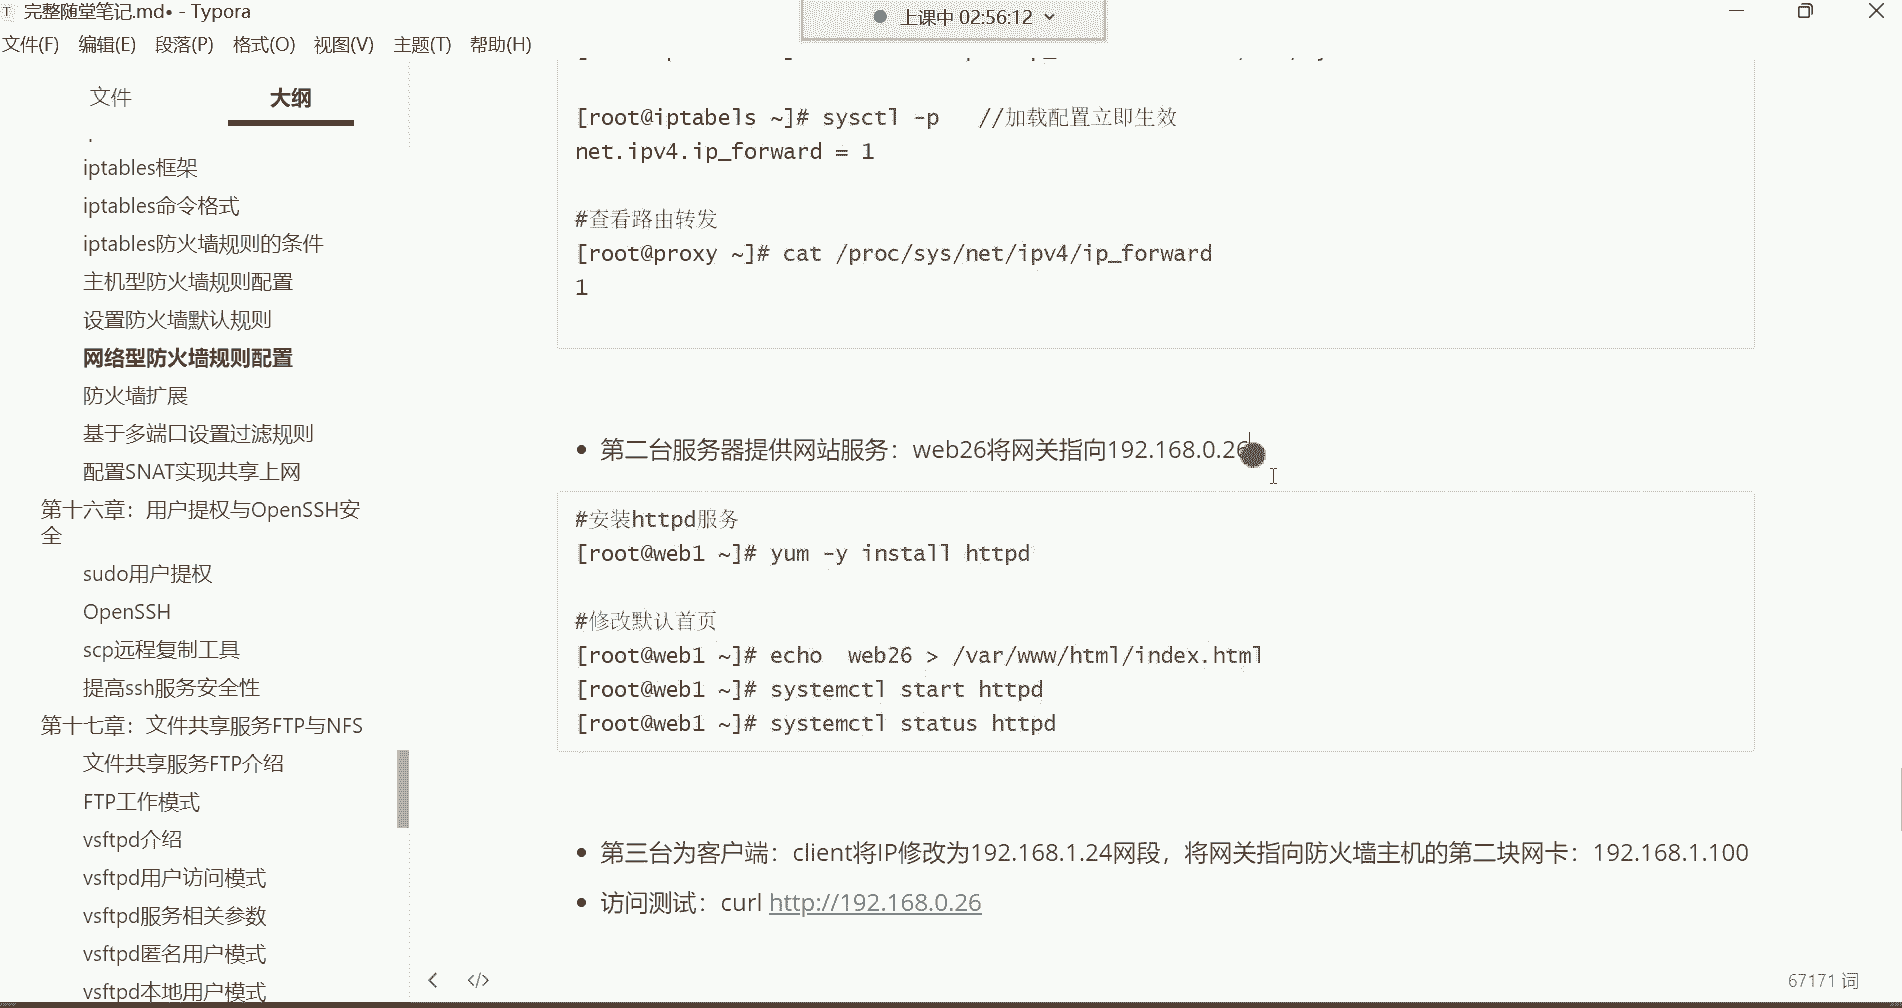 完整随堂笔记.md• - Typora
上课中 02:56:12
文件(F) 编辑(E) 段落(P) 格式(O) 视图(V) 主题(T) 帮助(H)
文件 大纲
iptables框架
iptables命令格式
iptables防火墙规则的条件
主机型防火墙规则配置
设置防火墙默认规则
网络型防火墙规则配置
防火墙扩展
基于多端口设置过滤规则
配置SNAT实现共享上网
第十六章：用户提权与OpenSSH安
全
sudo用户提权
OpenSSH
scp远程复制工具
提高ssh服务安全性
第十七章：文件共享服务FTP与NFS
文件共享服务FTP介绍
FTP工作模式
vsftpd介绍
vsftpd用户访问模式
vsftpd服务相关参数
vsftpd匿名用户模式
vsftpd本地用户模式
[root@iptabels ~]# sysctl -p //加载配置立即生效
net.ipv4.ip_forward = 1
#查看路由转发
[root@proxy ~]# cat /proc/sys/net/ipv4/ip_forward
1
第二台服务器提供网站服务：web26将网关指向192.168.0.26
#安装httpd服务
[root@web1 ~]# yum -y install httpd
#修改默认首页
[root@web1 ~]# echo web26 > /var/www/html/index.html
[root@web1 ~]# systemctl start httpd
[root@web1 ~]# systemctl status httpd
第三台为客户端：client将IP修改为192.168.1.24网段，将网关指向防火墙主机的第二块网卡：192.168.1.100
访问测试：curl http://192.168.0.26
67171 词